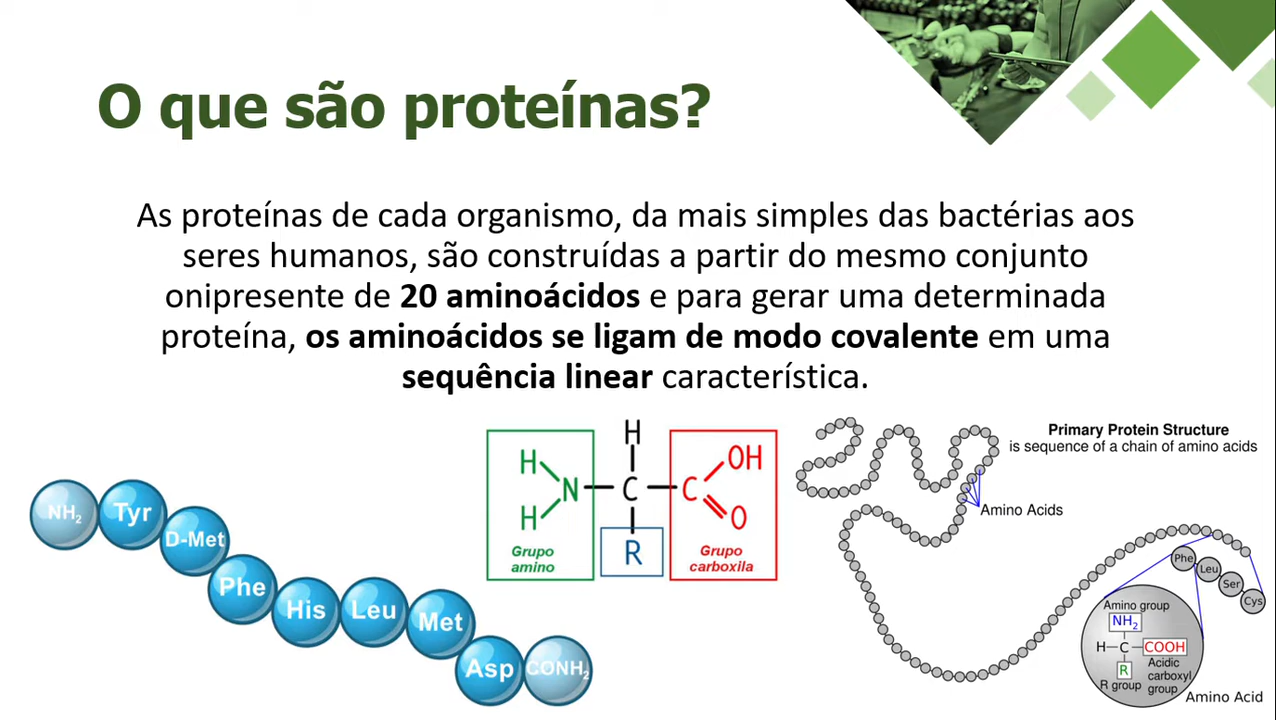 O que são proteínas?
As proteínas de cada organismo, da mais simples das bactérias aos
seres humanos, são construídas a partir do mesmo conjunto
onipresente de 20 aminoácidos e para gerar uma determinada
proteína, os aminoácidos se ligam de modo covalente em uma
sequência linear característica.
NH2
Tyr
D-Met
Phe
His
Leu
Met
Asp
CONH2
H
H
N
C
C
OH
H
O
R
Grupo
amino
Grupo
carboxila
Primary Protein Structure
is sequence of a chain of amino acids
Amino Acids
Phe
Leu
Ser
Cys
Amino group
NH2
H C COOH
R
Acidic
carboxyl
group
R group
Amino Acid